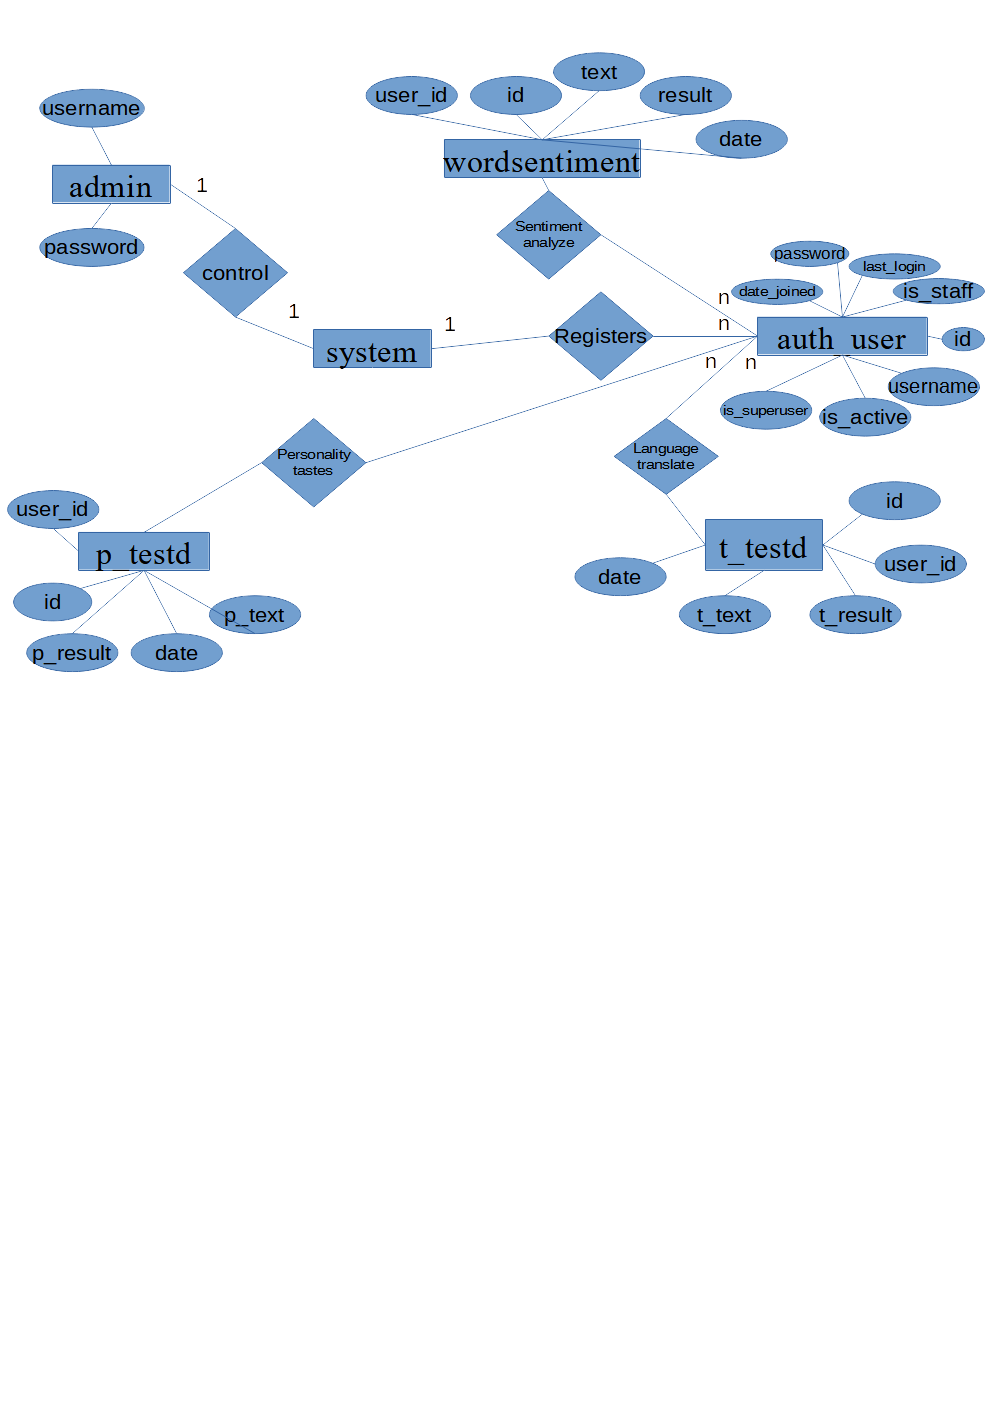 text
user_id
id
result
username
date
wordsentiment
admin
1
Sentiment
analyze
password
control
password
last_login
date_joined
is_staff
n
1
1
n
Registers
auth_user
id
system
n
n
username
is_superuser
is_active
Personality
tastes
Language
translate
id
user_id
p_testd
t_testd
user_id
date
id
p_text
t_text
t_result
p_result
date